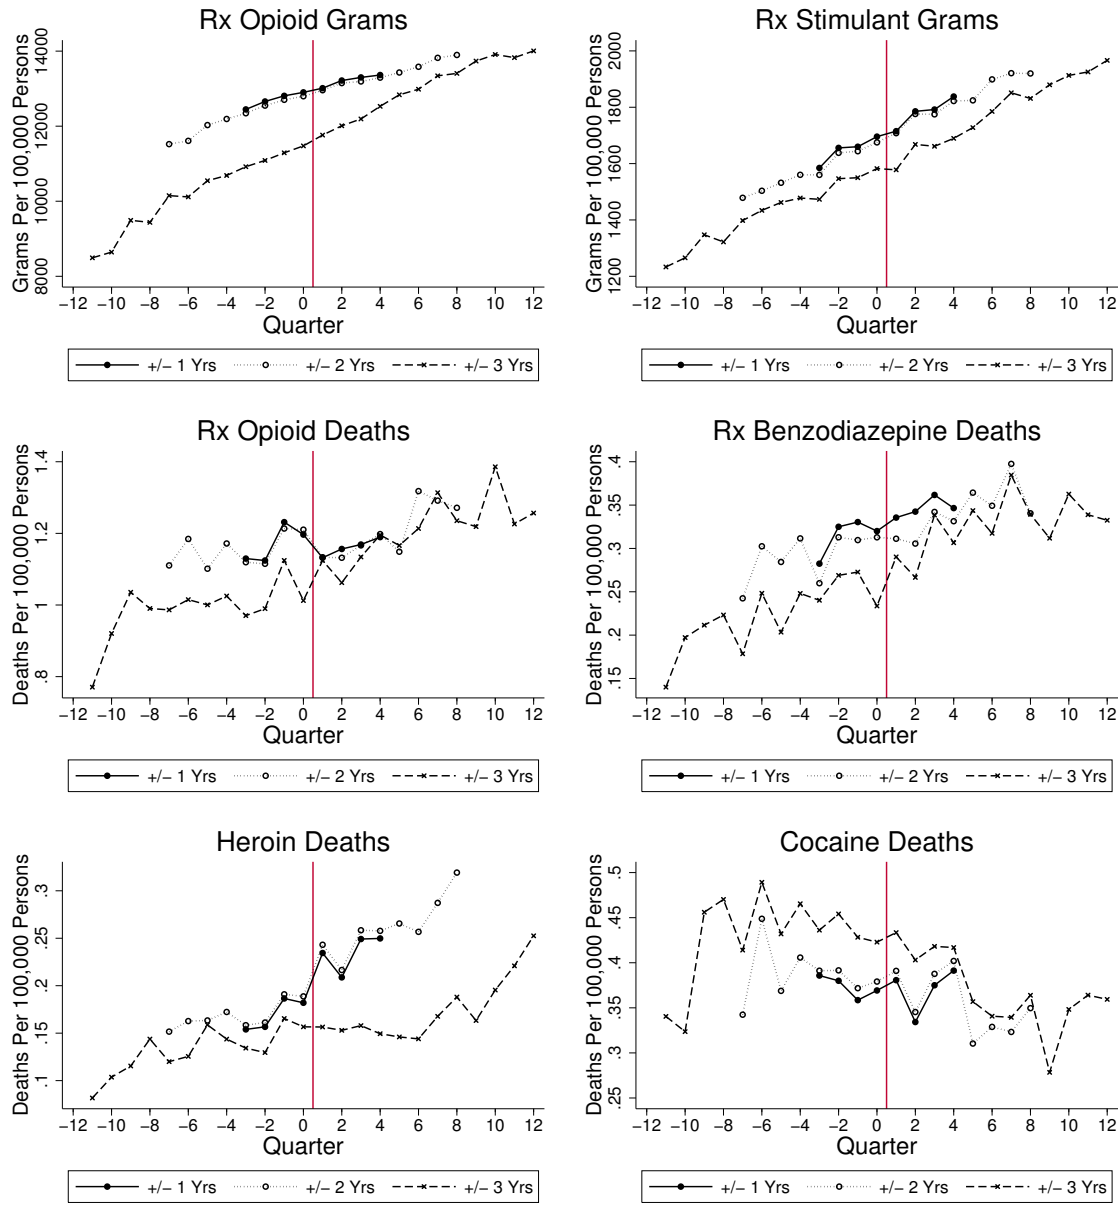 Rx Opioid Grams
Grams Per 100,000 Persons
14000
12000
10000
8000
−12 −10 −8 −6 −4 −2 0 2 4 6 8 10 12
Quarter
+/− 1 Yrs +/− 2 Yrs +/− 3 Yrs
Rx Stimulant Grams
Grams Per 100,000 Persons
2000
1800
1600
1400
1200
−12 −10 −8 −6 −4 −2 0 2 4 6 8 10 12
Quarter
+/− 1 Yrs +/− 2 Yrs +/− 3 Yrs
Rx Opioid Deaths
Deaths Per 100,000 Persons
1.4
1.2
1
.8
−12 −10 −8 −6 −4 −2 0 2 4 6 8 10 12
Quarter
+/− 1 Yrs +/− 2 Yrs +/− 3 Yrs
Rx Benzodiazepine Deaths
Deaths Per 100,000 Persons
.4
.35
.3
.25
.2
.15
−12 −10 −8 −6 −4 −2 0 2 4 6 8 10 12
Quarter
+/− 1 Yrs +/− 2 Yrs +/− 3 Yrs
Heroin Deaths
Deaths Per 100,000 Persons
.3
.25
.2
.15
.1
−12 −10 −8 −6 −4 −2 0 2 4 6 8 10 12
Quarter
+/− 1 Yrs +/− 2 Yrs +/− 3 Yrs
Cocaine Deaths
Deaths Per 100,000 Persons
.5
.45
.4
.35
.3
.25
−12 −10 −8 −6 −4 −2 0 2 4 6 8 10 12
Quarter
+/− 1 Yrs +/− 2 Yrs +/− 3 Yrs